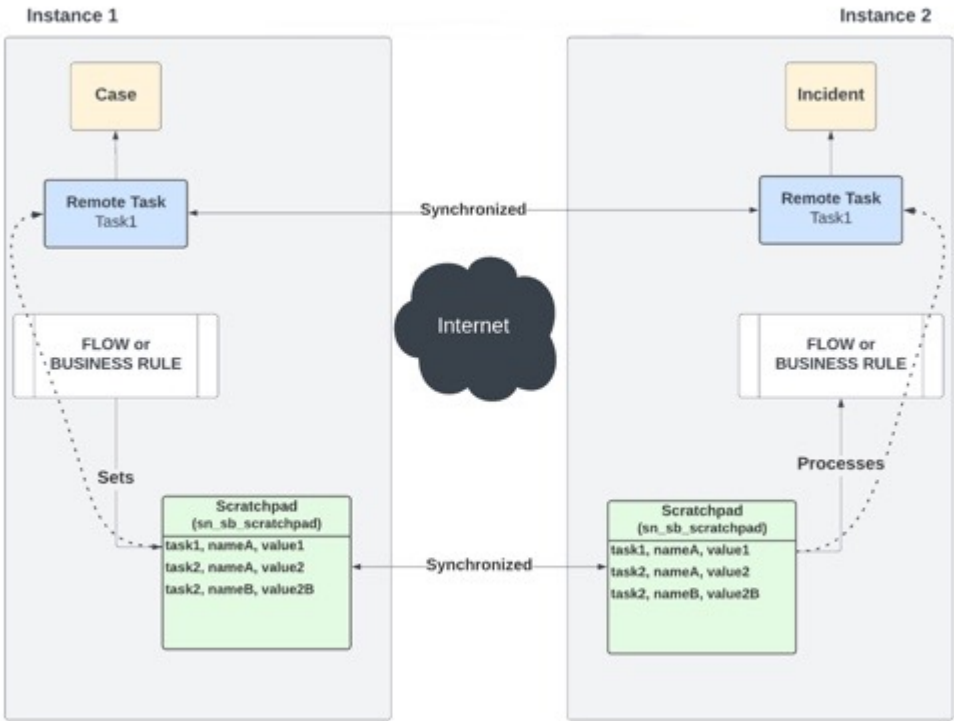 Instance 1
Instance 2
Case
Incident
Remote Task
Task1
Remote Task
Task1
Synchronized
Internet
FLOW or
BUSINESS RULE
FLOW or
BUSINESS RULE
Sets
Processes
Scratchpad
(sn_sb_scratchpad)
task1, nameA, value1
task2, nameA, value2
task2, nameB, value2B
Synchronized
Scratchpad
(sn_sb_scratchpad)
task1, nameA, value1
task2, nameA, value2
task2, nameB, value2B